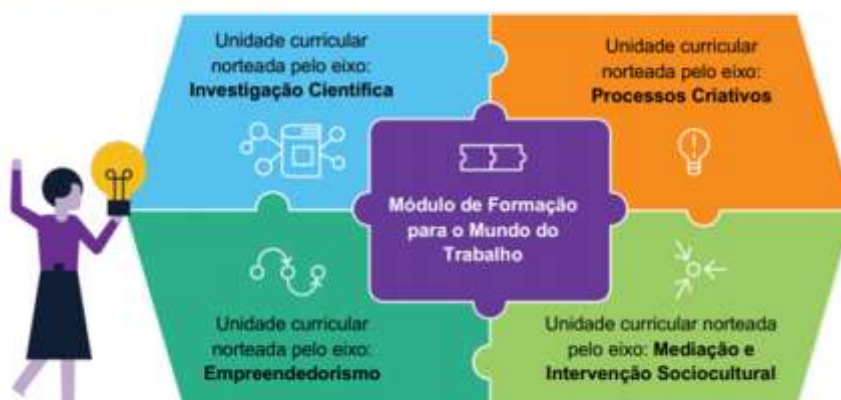 Unidade curricular
norteada pelo eixo:
Investigação Científica
Unidade curricular
norteada pelo eixo:
Processos Criativos
Módulo de Formação
para o Mundo do
Trabalho
Unidade curricular
norteada pelo eixo:
Empreendedorismo
Unidade curricular norteada
pelo eixo: Mediação e
Intervenção Sociocultural